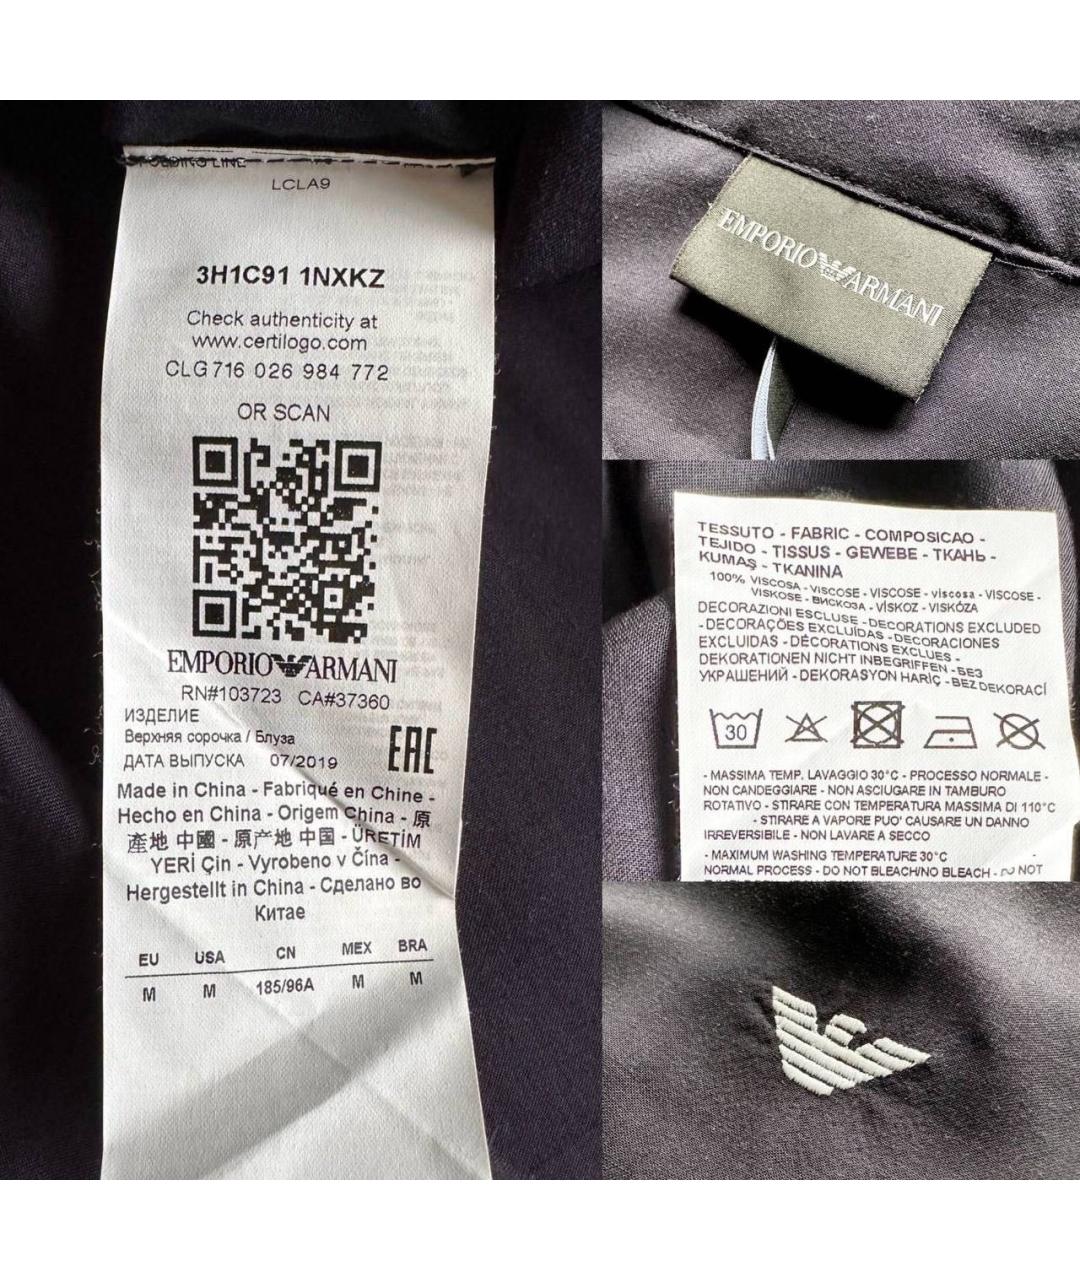 FOLDING LINE
LCLA9
3H1C91 1NXKZ
Check authenticity at
www.certilogo.com
CLG 716 026 984 772
OR SCAN
EMPORIO ARMANI
RN#103723 CA#37360
ИЗДЕЛИЕ
Верхняя сорочка / Блуза
ДАТА ВЫПУСКА 07/2019
EAC
Made in China - Fabriqué en Chine -
Hecho en China - Origem China - 原
產地 中國 - 原产地 中国 - ÜRETİM
YERİ Çin - Vyrobeno v Čína -
Hergestellt in China - Сделано во
Китае
EU USA CN MEX BRA
M M 185/96A M M
EMPORIO ARMANI
TESSUTO - FABRIC - COMPOSICAO -
TEJIDO - TISSUS - GEWEBE - ТКАНЬ -
KUMAŞ - TKANINA
100% VISCOSA - VISCOSE - VISCOSE - viscosa - VISCOSE -
VISKOSE - ВИСКОЗА - VİSKOZ - VISKÓZA
DECORAZIONI ESCLUSE - DECORATIONS EXCLUDED
- DECORAÇÕES EXCLUÍDAS - DECORACIONES
EXCLUIDAS - DÉCORATIONS EXCLUES -
DEKORATIONEN NICHT INBEGRIFFEN - БЕЗ
УКРАШЕНИЙ - DEKORASYON HARİÇ - BEZ DEKORACÍ
30
- MASSIMA TEMP. LAVAGGIO 30°C - PROCESSO NORMALE -
NON CANDEGGIARE - NON ASCIUGARE IN TAMBURO
ROTATIVO - STIRARE CON TEMPERATURA MASSIMA DI 110°C
- STIRARE A VAPORE PUO' CAUSARE UN DANNO
IRREVERSIBILE - NON LAVARE A SECCO
- MAXIMUM WASHING TEMPERATURE 30°C -
NORMAL PROCESS - DO NOT BLEACH/NO BLEACH - DO NOT